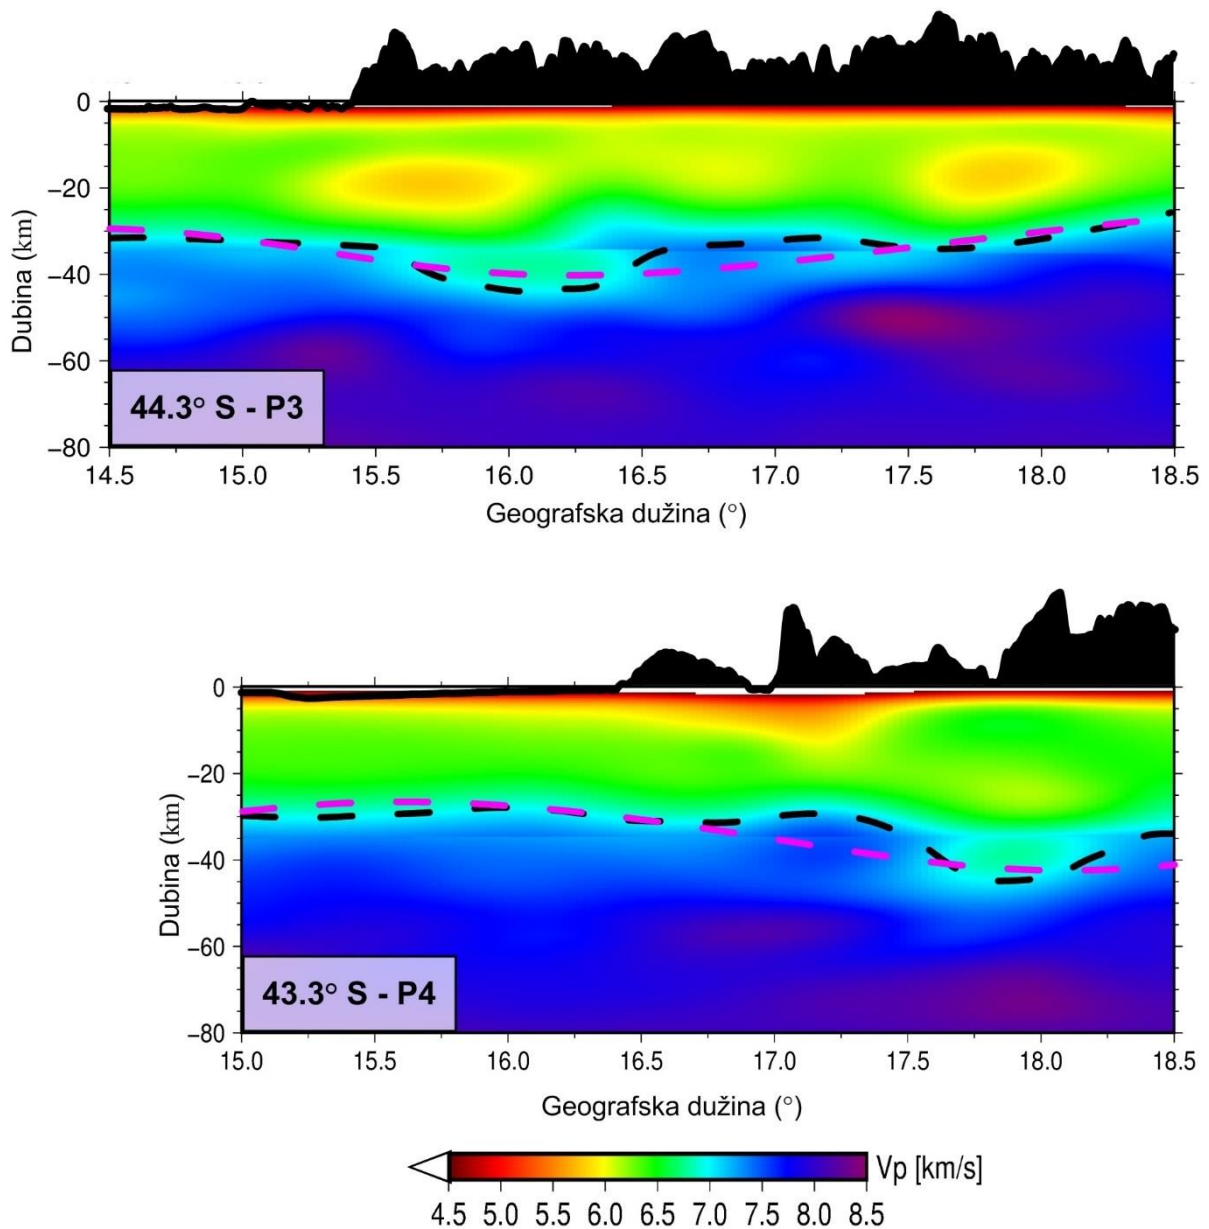 0
−20
−40
−60
−80
Dubina (km)
44.3° S - P3
14.5 15.0 15.5 16.0 16.5 17.0 17.5 18.0 18.5
Geografska dužina (°)
0
−20
−40
−60
−80
Dubina (km)
43.3° S - P4
15.0 15.5 16.0 16.5 17.0 17.5 18.0 18.5
Geografska dužina (°)
Vp [km/s]
4.5 5.0 5.5 6.0 6.5 7.0 7.5 8.0 8.5